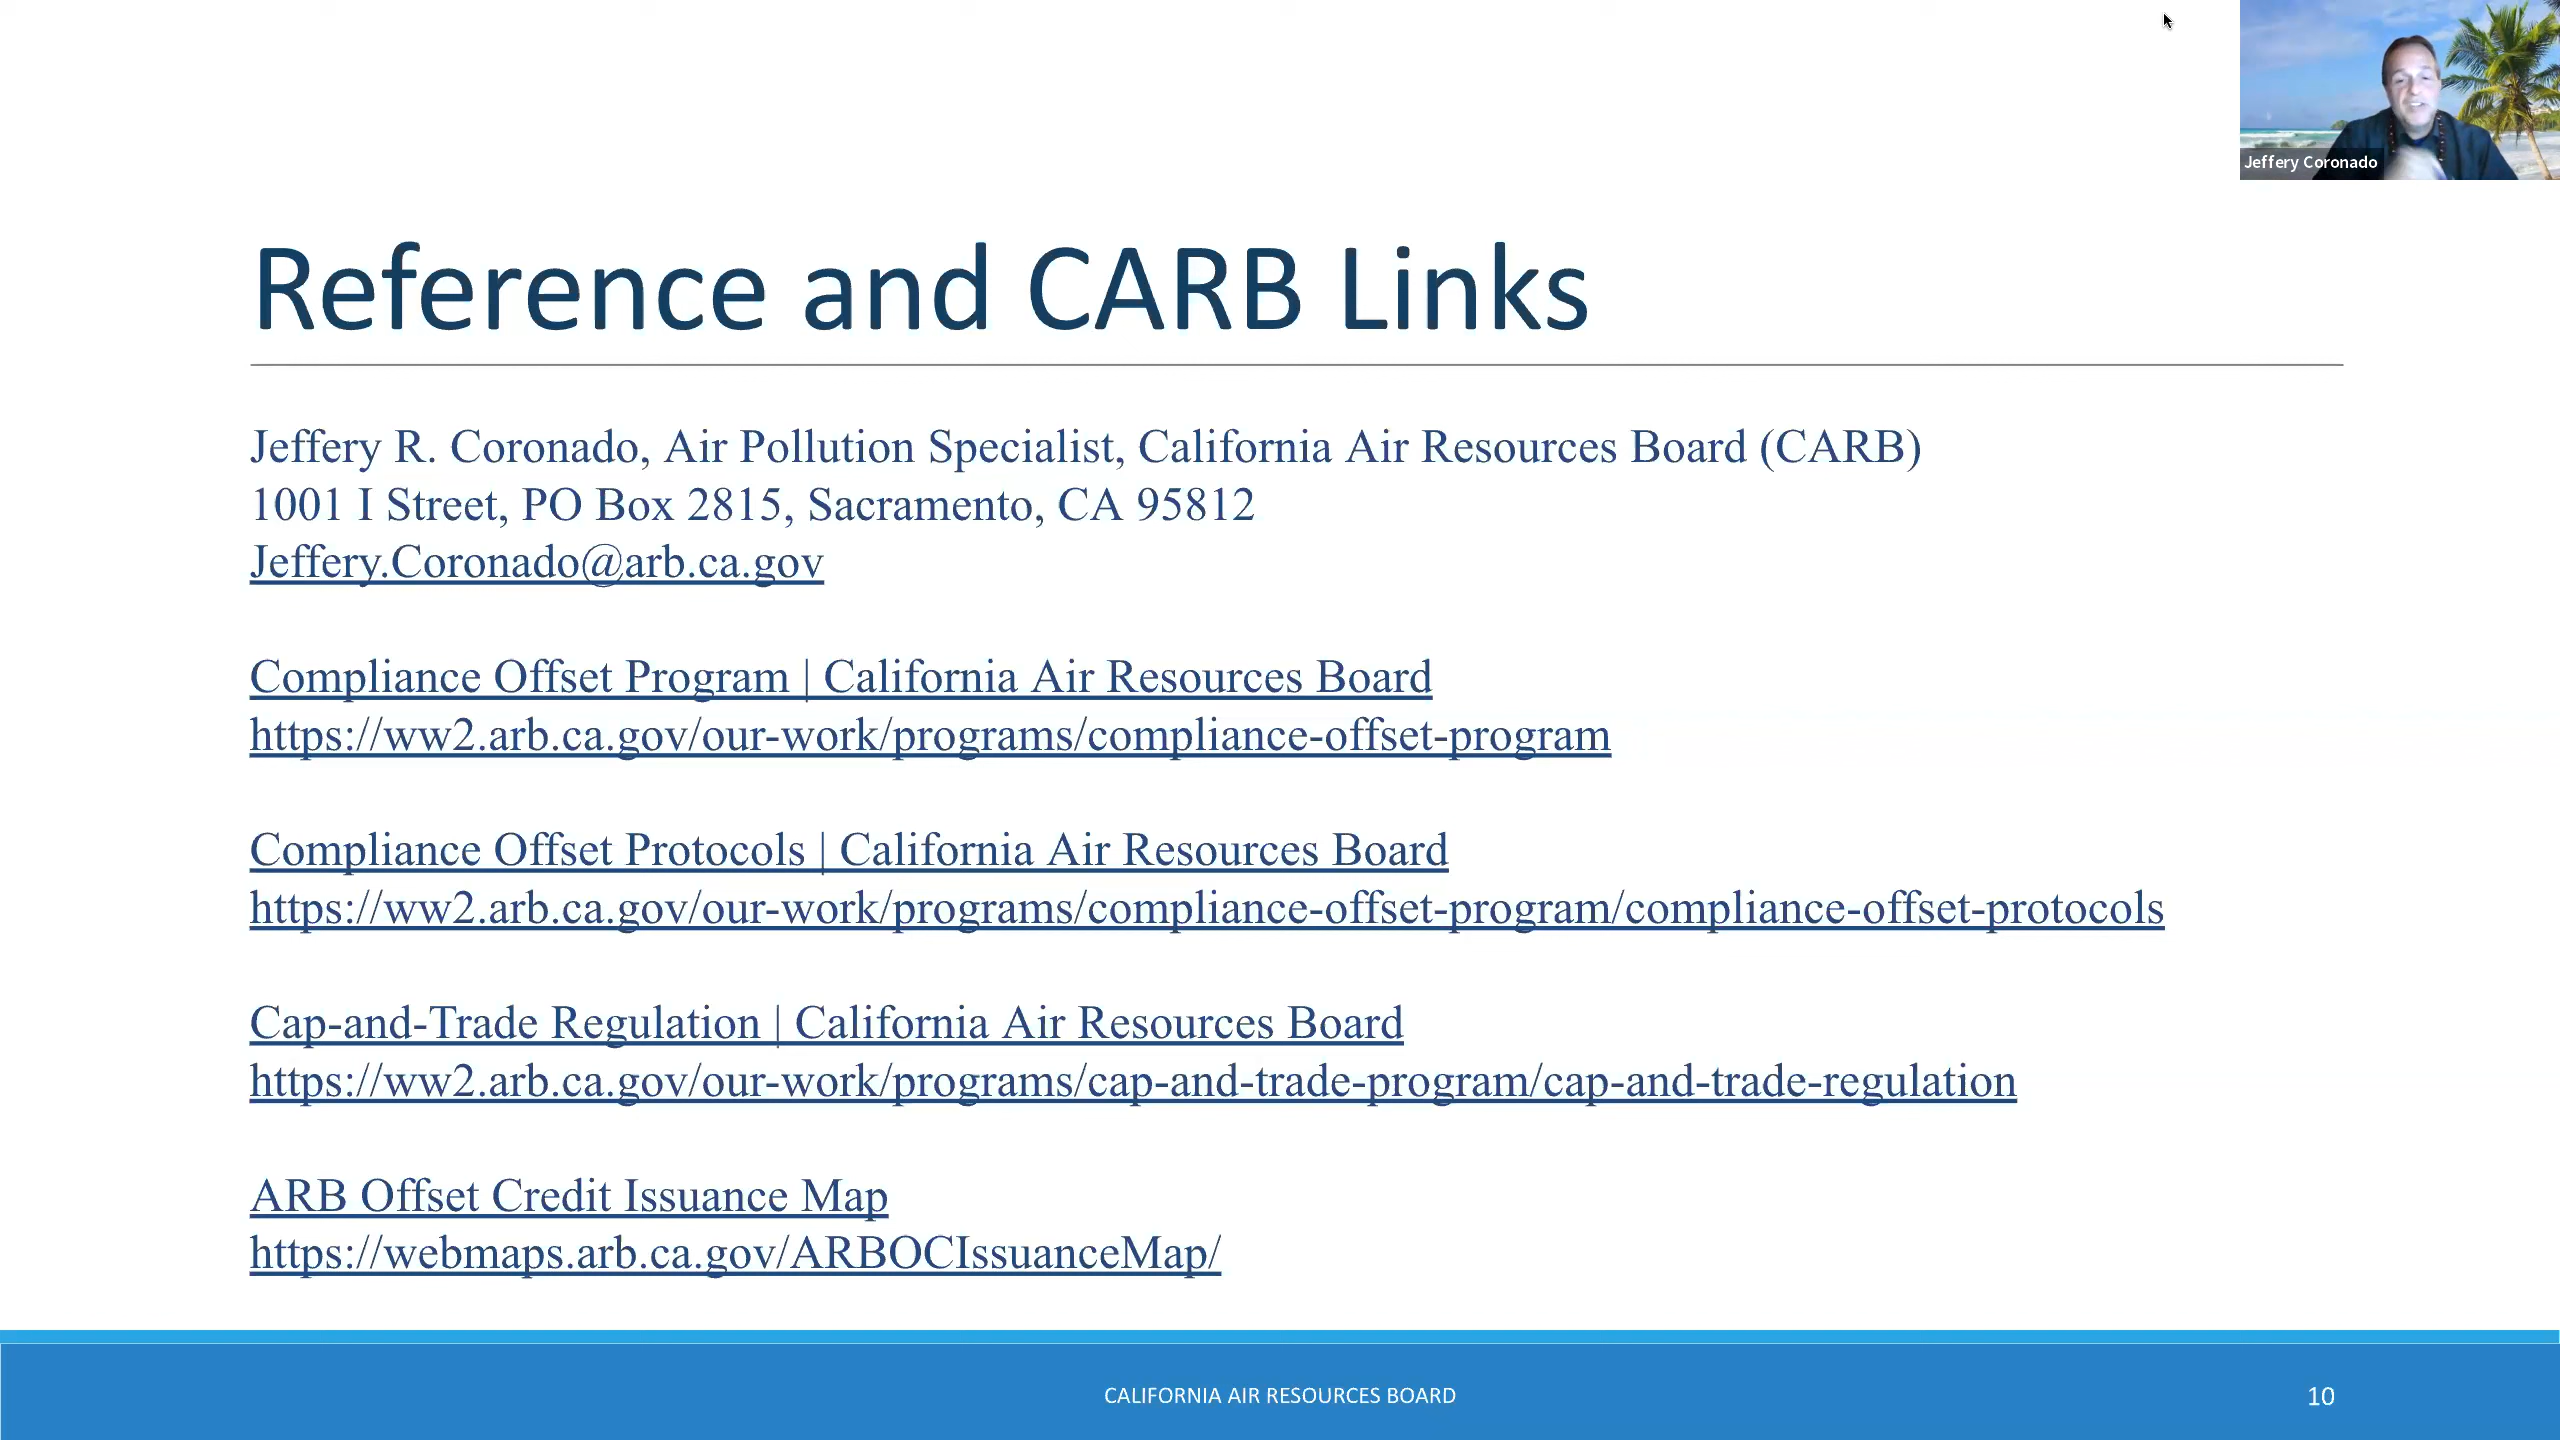 Jeffery Coronado
Reference and CARB Links
Jeffery R. Coronado, Air Pollution Specialist, California Air Resources Board (CARB)
1001 I Street, PO Box 2815, Sacramento, CA 95812
Jeffery.Coronado@arb.ca.gov
Compliance Offset Program | California Air Resources Board
https://ww2.arb.ca.gov/our-work/programs/compliance-offset-program
Compliance Offset Protocols | California Air Resources Board
https://ww2.arb.ca.gov/our-work/programs/compliance-offset-program/compliance-offset-protocols
Cap-and-Trade Regulation | California Air Resources Board
https://ww2.arb.ca.gov/our-work/programs/cap-and-trade-program/cap-and-trade-regulation
ARB Offset Credit Issuance Map
https://webmaps.arb.ca.gov/ARBOCIssuanceMap/
CALIFORNIA AIR RESOURCES BOARD
10